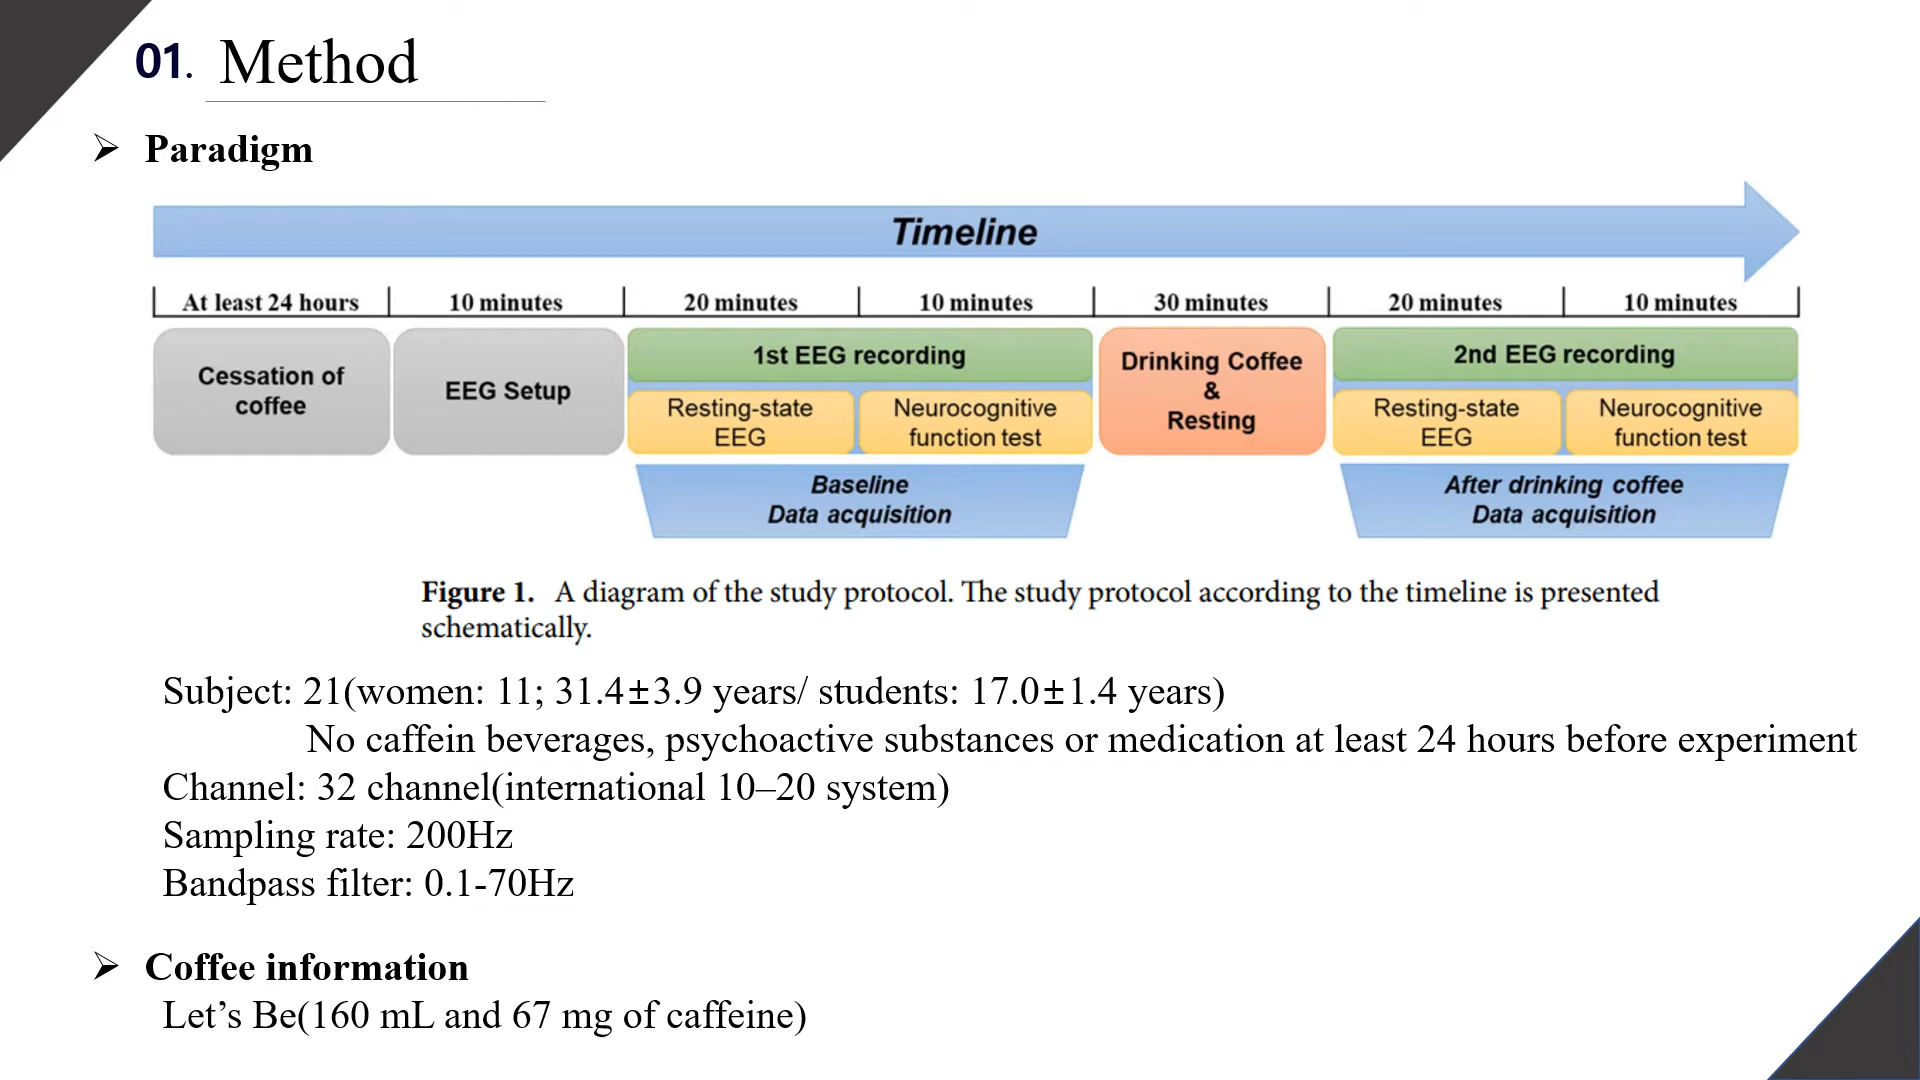 01. Method
Paradigm
Timeline
At least 24 hours 10 minutes 20 minutes 10 minutes 30 minutes 20 minutes 10 minutes
Cessation of
coffee
EEG Setup
1st EEG recording
Resting-state
EEG
Neurocognitive
function test
Baseline
Data acquisition
Drinking Coffee
&
Resting
2nd EEG recording
Resting-state
EEG
Neurocognitive
function test
After drinking coffee
Data acquisition
Figure 1. A diagram of the study protocol. The study protocol according to the timeline is presented
schematically.
Subject: 21(women: 11; 31.4±3.9 years/ students: 17.0±1.4 years)
No caffein beverages, psychoactive substances or medication at least 24 hours before experiment
Channel: 32 channel(international 10–20 system)
Sampling rate: 200Hz
Bandpass filter: 0.1-70Hz
Coffee information
Let’s Be(160 mL and 67 mg of caffeine)